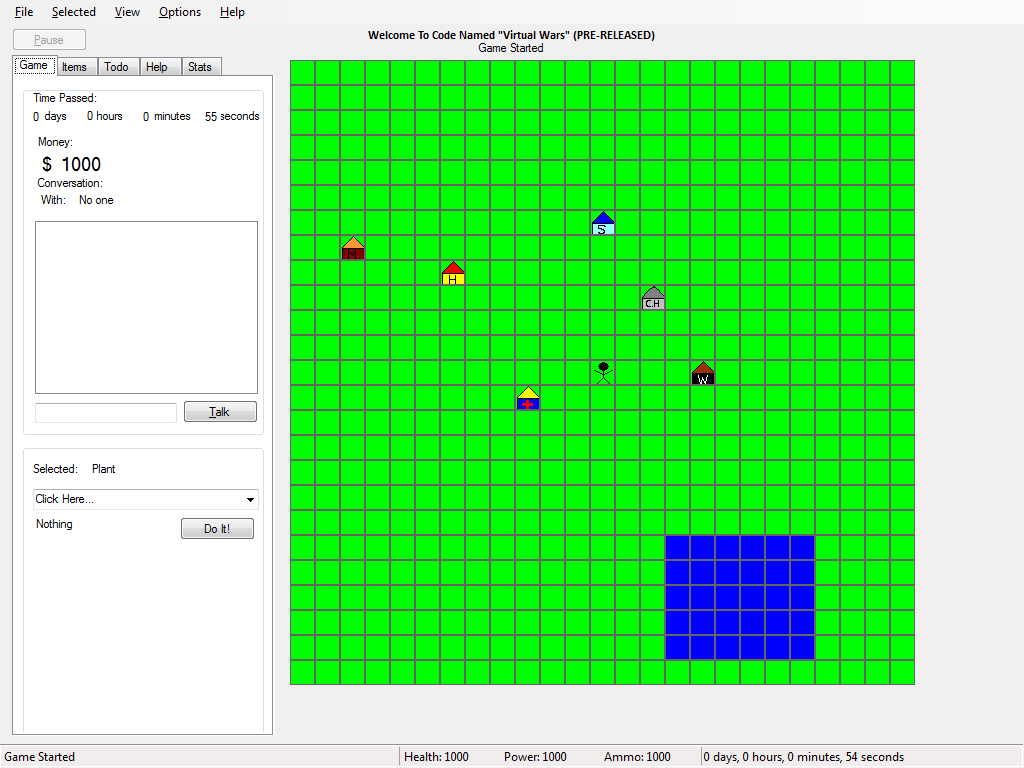 File Selected View Options Help
Pause
Welcome To Code Named "Virtual Wars" (PRE-RELEASED)
Game Started
Game Items Todo Help Stats
Time Passed:
0 days 0 hours 0 minutes 55 seconds
Money:
$ 1000
Conversation:
With: No one
Talk
Selected: Plant
Click Here...
Nothing
Do It!
S
M
H
C.H
W
Game Started
Health: 1000 Power: 1000 Ammo: 1000
0 days, 0 hours, 0 minutes, 54 seconds